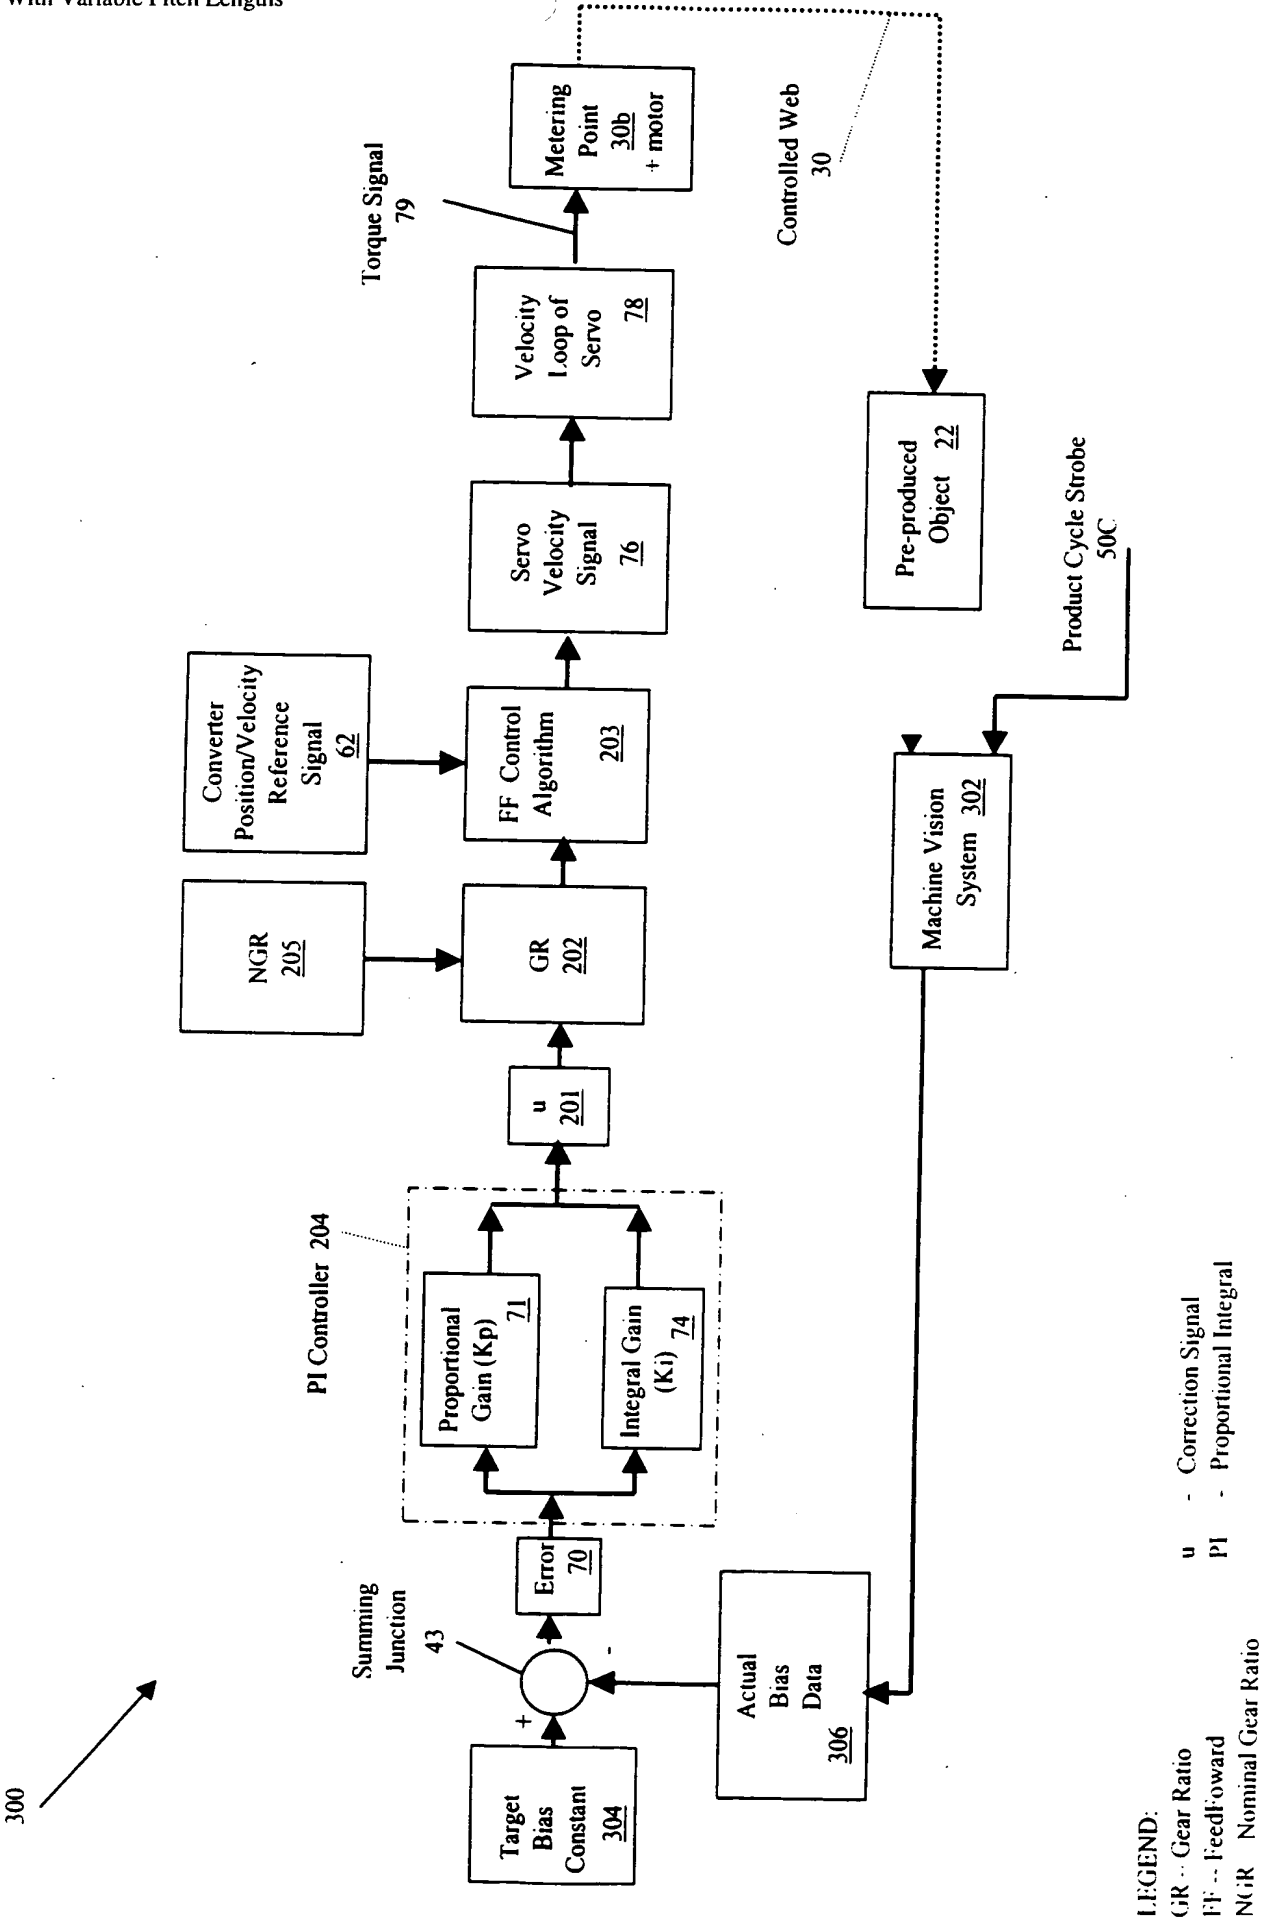 With Variable Pitch Lengths
300
Target
Bias
Constant
304
+
-
Summing
Junction
43
Actual
Bias
Data
306
Error
70
PI Controller 204
Proportional
Gain (Kp)
71
Integral Gain
(Ki)
74
u
201
NGR
205
GR
202
Converter
Position/Velocity
Reference
Signal
62
FF Control
Algorithm
203
Servo
Velocity
Signal
76
Velocity
Loop of
Servo
78
Torque Signal
79
Metering
Point
30b
+ motor
Controlled Web
30
Pre-produced
Object 22
Product Cycle Strobe
50C
Machine Vision
System 302
LEGEND:
GR -- Gear Ratio
FF -- FeedFoward
NGR Nominal Gear Ratio
u - Correction Signal
PI - Proportional Integral